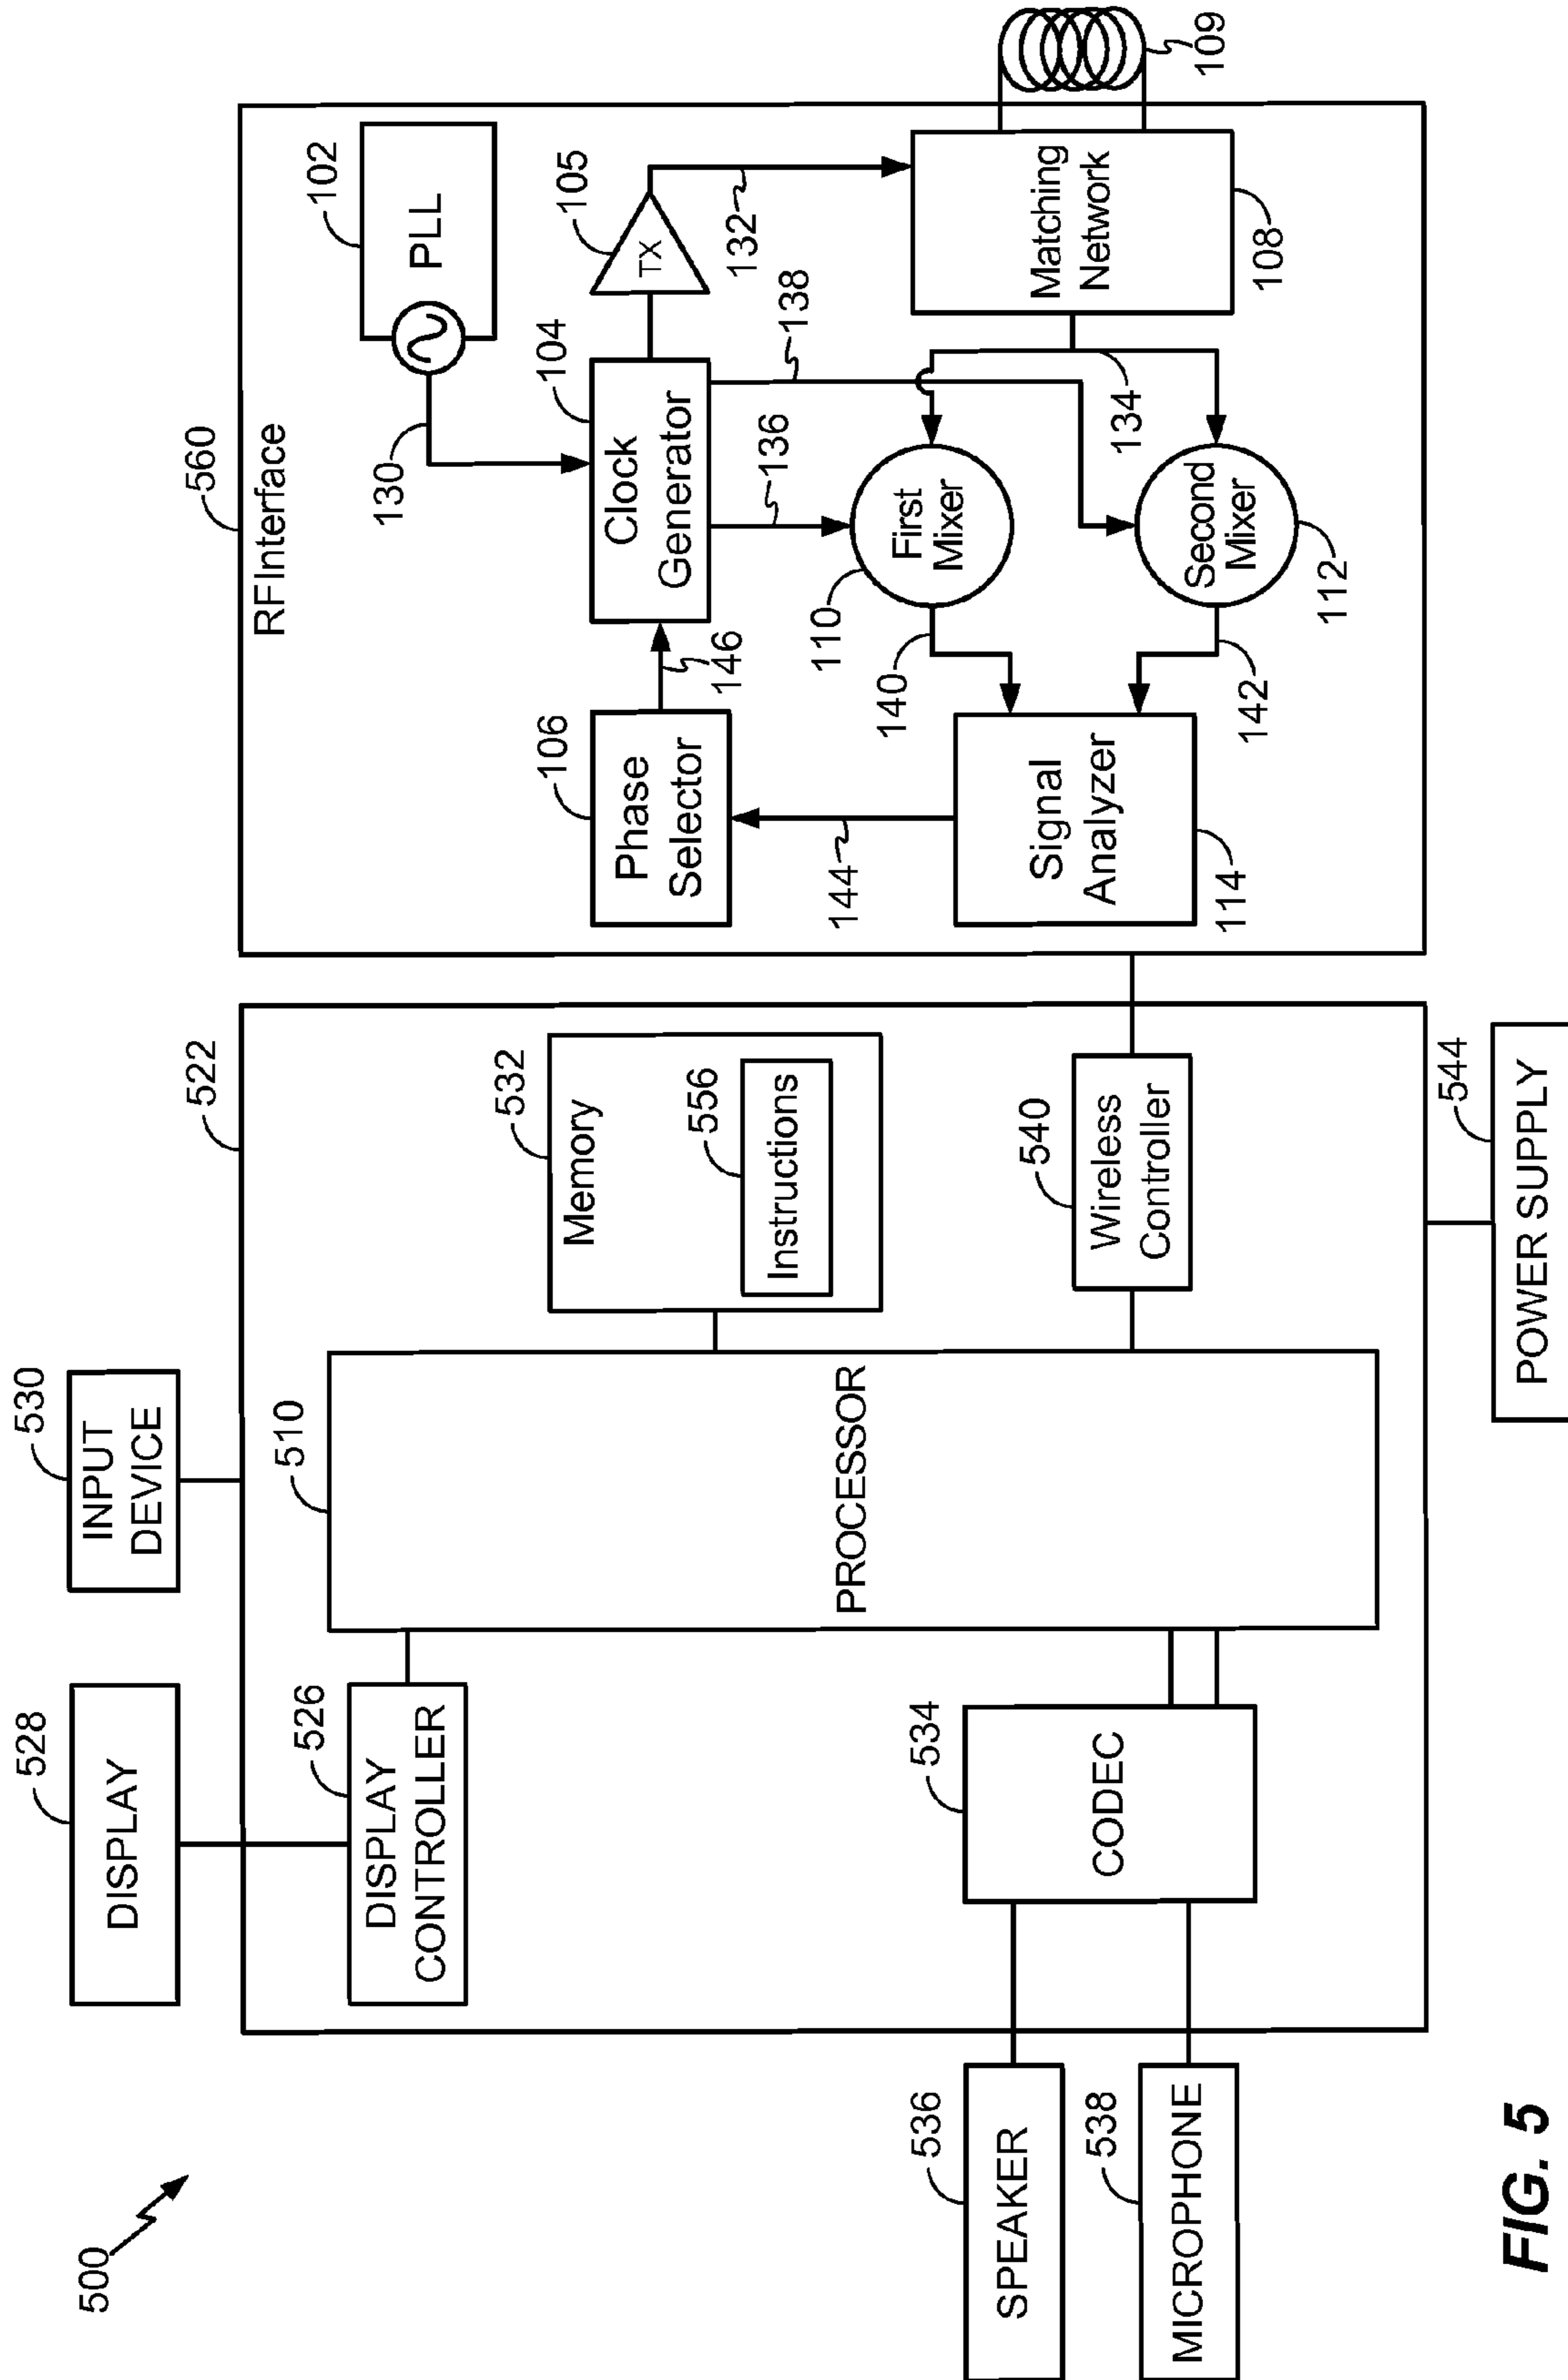 500
528
DISPLAY
530
INPUT
DEVICE
522
526
DISPLAY
CONTROLLER
510
PROCESSOR
532
Memory
556
Instructions
534
CODEC
540
Wireless
Controller
536
SPEAKER
538
MICROPHONE
544
POWER SUPPLY
560
RF Interface
102
PLL
130
104
Clock
Generator
105
TX
106
Phase
Selector
146
136
138
132
144
110
First
Mixer
140
134
Matching
Network
108
109
Signal
Analyzer
114
142
Second
Mixer
112
FIG. 5